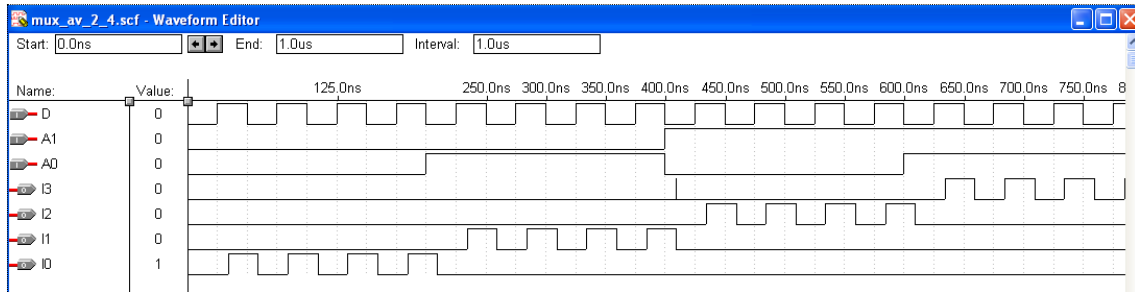 mux_av_2_4.scf - Waveform Editor
Start: 0.0ns End: 1.0us Interval: 1.0us
Name: Value: 125.0ns 250.0ns 300.0ns 350.0ns 400.0ns 450.0ns 500.0ns 550.0ns 600.0ns 650.0ns 700.0ns 750.0ns 8
D 0
A1 0
A0 0
I3 0
I2 0
I1 0
I0 1